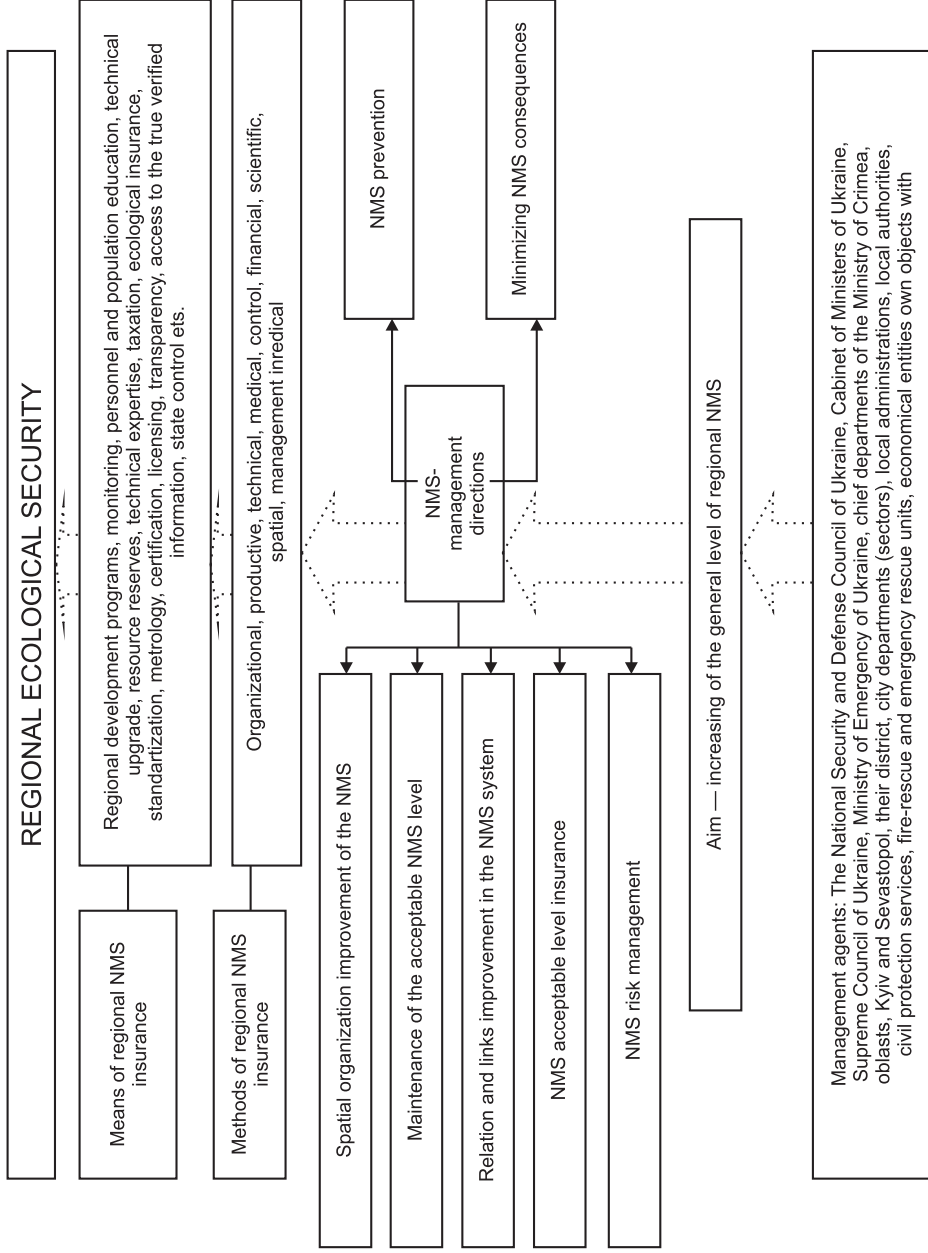 REGIONAL ECOLOGICAL SECURITY
Means of regional NMS
insurance
Regional development programs, monitoring, personnel and population education, technical
upgrade, resource reserves, technical expertise, taxation, ecological insurance,
standartization, metrology, certification, licensing, transparency, access to the true verified
information, state control ets.
Methods of regional NMS
insurance
Organizational, productive, technical, medical, control, financial, scientific,
spatial, management inredical
Spatial organization improvement of the NMS
Maintenance of the acceptable NMS level
Relation and links improvement in the NMS system
NMS acceptable level insurance
NMS risk management
NMS-
management
directions
NMS prevention
Minimizing NMS consequences
Aim — increasing of the general level of regional NMS
Management agents: The National Security and Defense Council of Ukraine, Cabinet of Ministers of Ukraine,
Supreme Council of Ukraine, Ministry of Emergency of Ukraine, chief departments of the Ministry of Crimea,
oblasts, Kyiv and Sevastopol, their district, city departments (sectors), local administrations, local authorities,
civil protection services, fire-rescue and emergency rescue units, economical entities own objects with